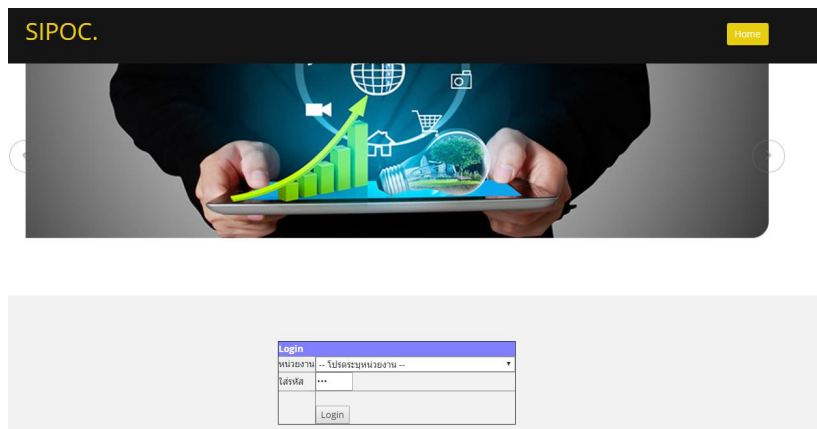 SIPOC.
Home
Login
หน่วยงาน -- โปรดระบุหน่วยงาน --
ใส่รหัส •••
Login